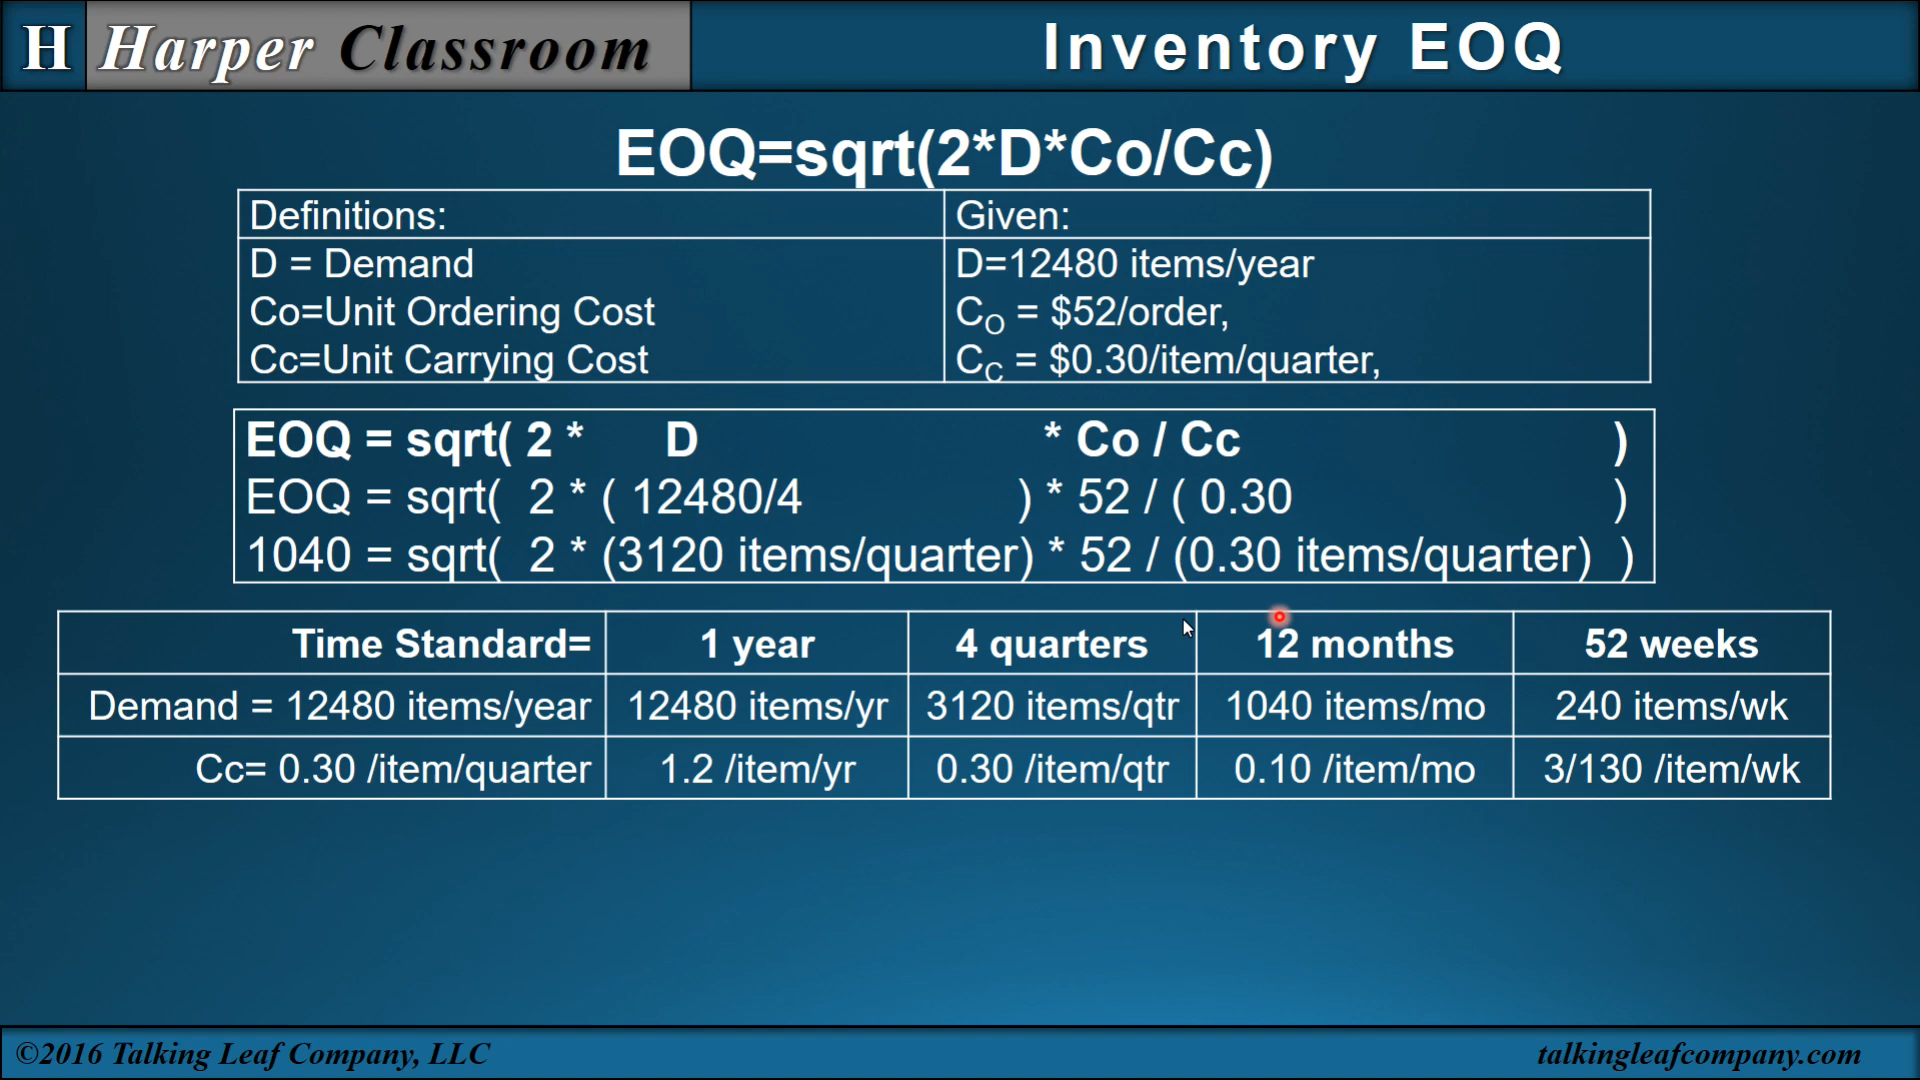 H Harper Classroom
Inventory EOQ
EOQ=sqrt(2*D*Co/Cc)
Definitions: Given:
D = Demand D=12480 items/year
Co=Unit Ordering Cost C_O = $52/order,
Cc=Unit Carrying Cost C_C = $0.30/item/quarter,
EOQ = sqrt( 2 * D * Co / Cc )
EOQ = sqrt( 2 * ( 12480/4 ) * 52 / ( 0.30 )
1040 = sqrt( 2 * (3120 items/quarter) * 52 / (0.30 items/quarter) )
Time Standard= 1 year 4 quarters 12 months 52 weeks
Demand = 12480 items/year 12480 items/yr 3120 items/qtr 1040 items/mo 240 items/wk
Cc= 0.30 /item/quarter 1.2 /item/yr 0.30 /item/qtr 0.10 /item/mo 3/130 /item/wk
©2016 Talking Leaf Company, LLC
talkingleafcompany.com